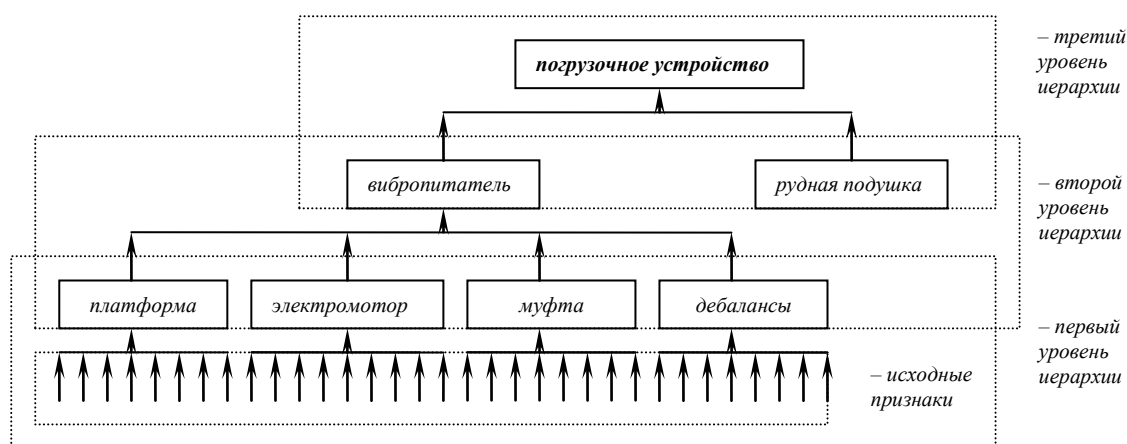 – третий
уровень
иерархии
погрузочное устройство
вибропитатель
рудная подушка
– второй
уровень
иерархии
платформа
электромотор
муфта
дебалансы
– первый
уровень
иерархии
– исходные
признаки